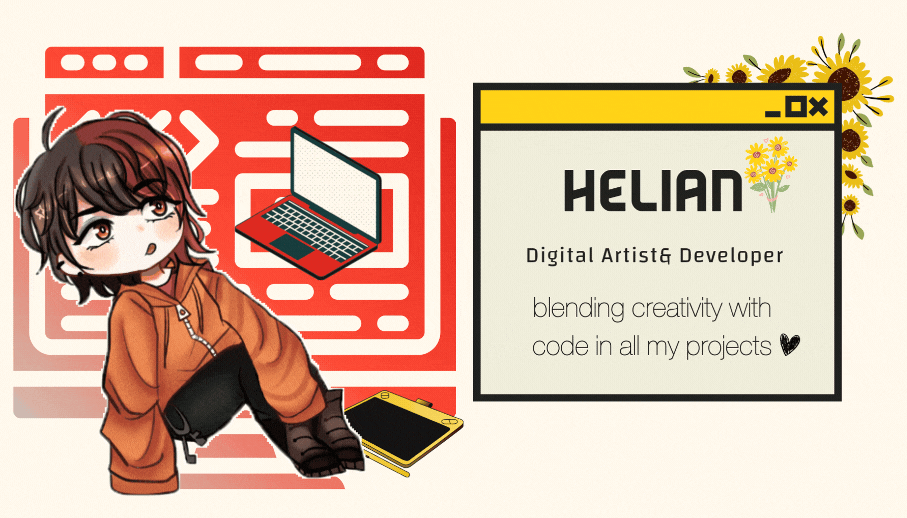 HELIAN
Digital Artist& Developer
blending creativity with
code in all my projects